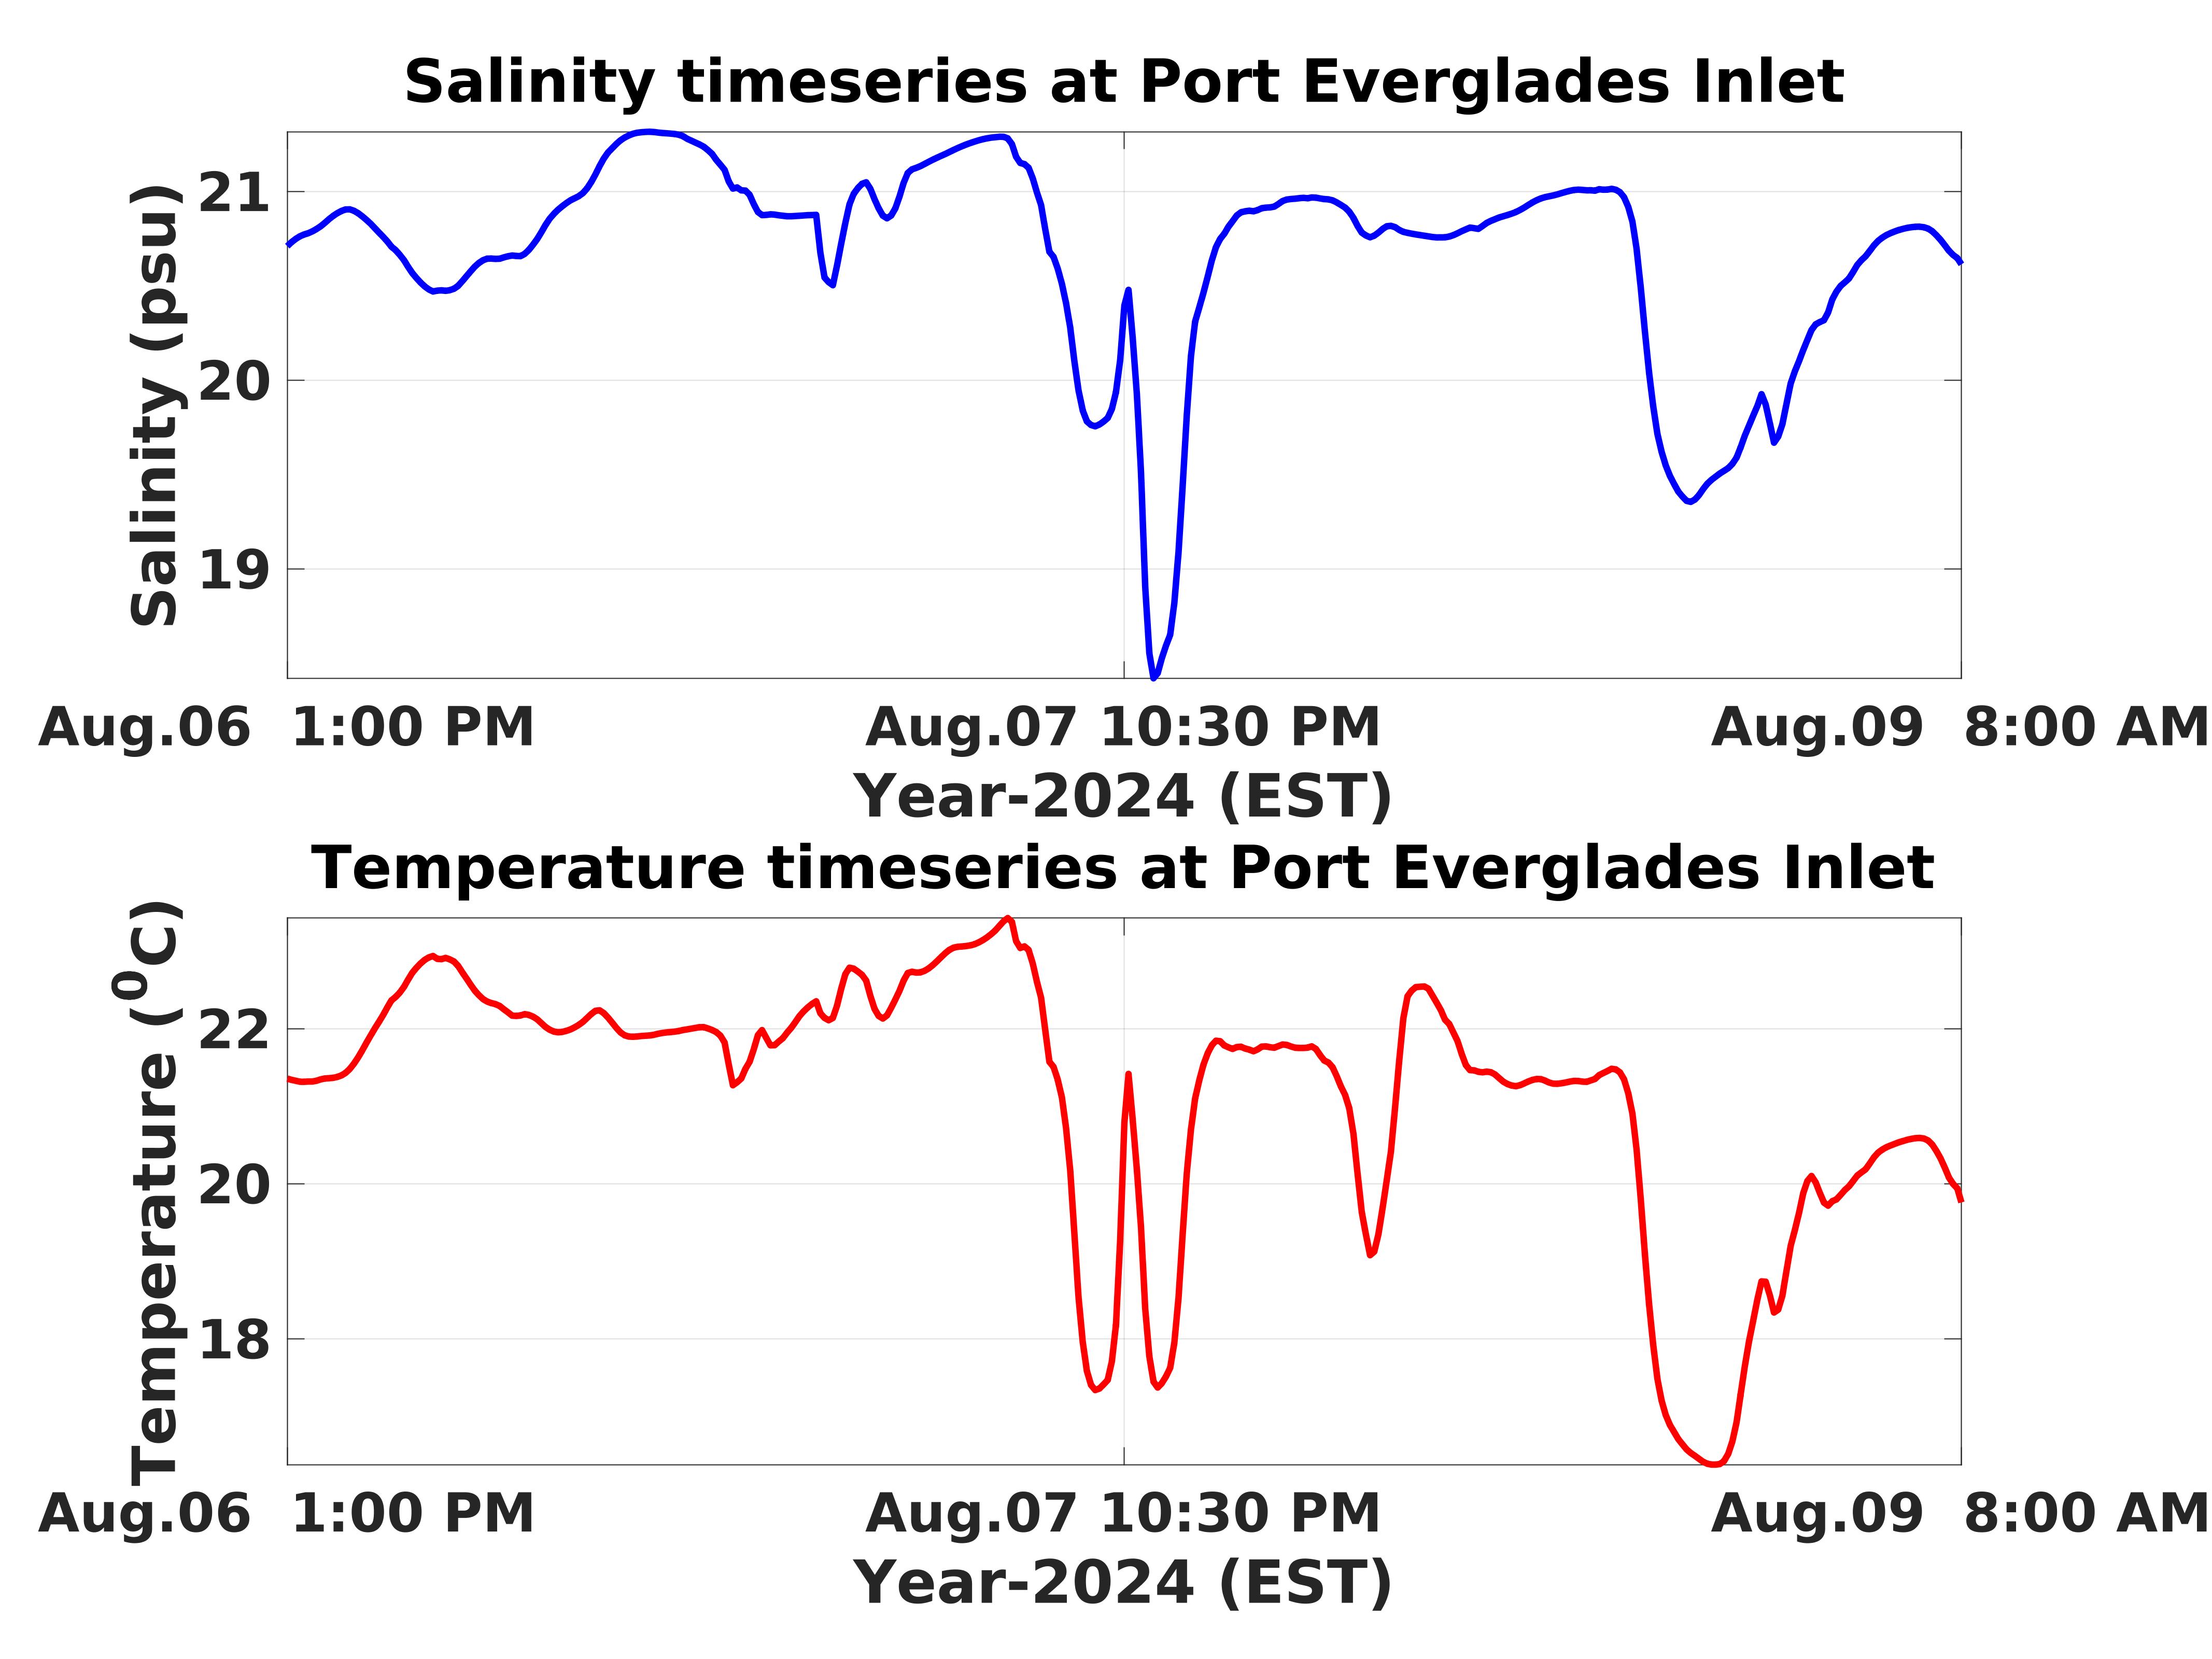 Salinity timeseries at Port Everglades Inlet
Salinity (psu)
21
20
19
Aug.06  1:00 PM
Aug.07 10:30 PM
Aug.09  8:00 AM
Year-2024 (EST)
Temperature timeseries at Port Everglades Inlet
Temperature (⁰C)
22
20
18
Aug.06  1:00 PM
Aug.07 10:30 PM
Aug.09  8:00 AM
Year-2024 (EST)